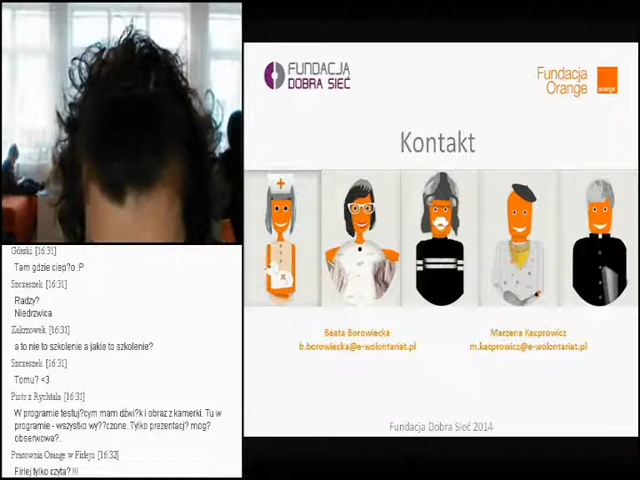 FUNDACJA
DOBRA SIEĆ
Fundacja
Orange
orange
Kontakt
Beata Borowiecka
b.borowiecka@e-wolontariat.pl
Marzena Kacprowicz
m.kacprowicz@e-wolontariat.pl
Fundacja Dobra Sieć 2014
Górski [16:31]
Tam gdzie ciep?o :P
Szczeszek [16:31]
Radzy?
Niedrzwica
Zakrzowek [16:31]
a to nie to szkolenie a jakie to szkolenie?
Szczeszek [16:31]
Tomu? <3
Piotr z Rychtala [16:31]
W programie testuj?cym mam dźwi?k i obraz z kamerki. Tu w
programie - wszystko wy??czone. Tylko prezentacj? mog?
obserwowa?.
Pracownia Orange w Firleju [16:32]
Firlej tylko czyta? !!!